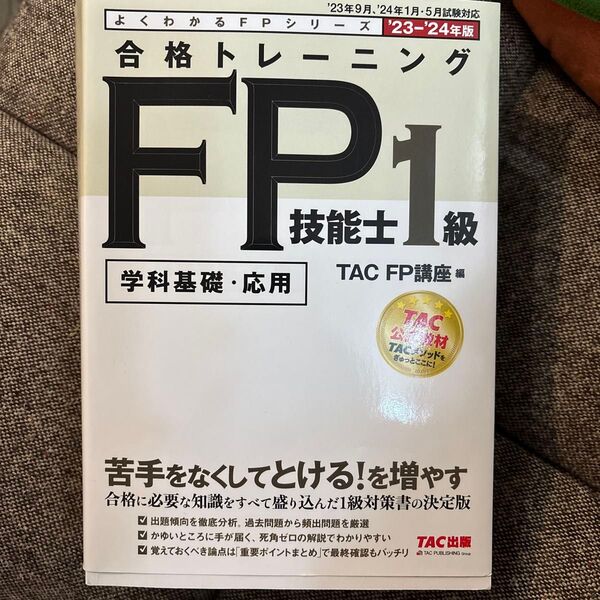 '23年9月、'24年1月・5月試験対応
よくわかるFPシリーズ '23-'24年版
合格トレーニング
FP
技能士1級
学科基礎・応用
TAC FP講座 編
TAC
公式教材
TACメソッドを
ぎゅっとここに!
苦手をなくしてとける!を増やす
合格に必要な知識をすべて盛り込んだ1級対策書の決定版
出題傾向を徹底分析。過去問題から頻出問題を厳選
かゆいところに手が届く、死角ゼロの解説でわかりやすい
覚えておくべき論点は「重要ポイントまとめ」で最終確認もバッチリ
TAC出版
TAC PUBLISHING Group